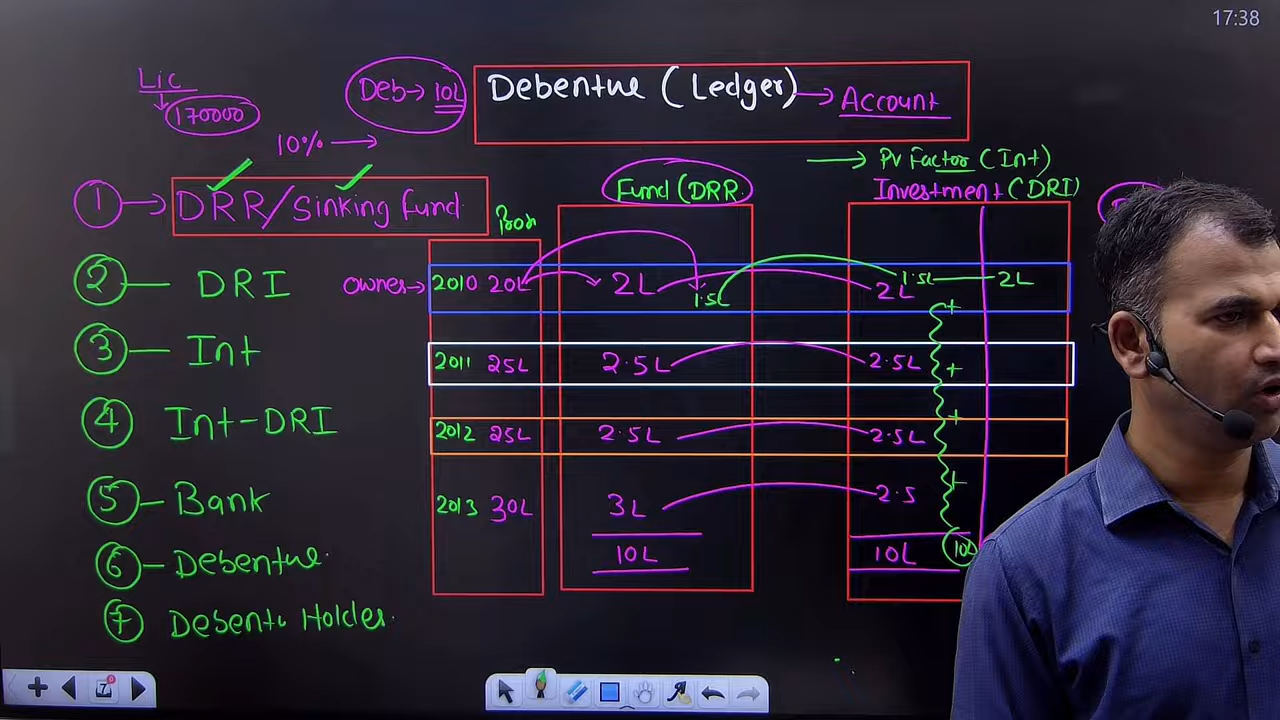 17:38
Lic
170000
Deb→10L
Debentue (Ledger)→Account
10%→
→ PV Factor (Int)
Fund (DRR.
Investment (DRI)
① → DRR/Sinking fund
② — DRI
owner→ 2010 20L 2L 1.5L 2L 1.5L — 2L
+
③ — Int
2011 25L 2.5L 2.5L +
④ Int-DRI
2012 25L 2.5L 2.5L +
⑤ - Bank
2013 30L 3L 2.5 +
10L 10L
⑥ - Debentue
⑦ Debentu Holder.